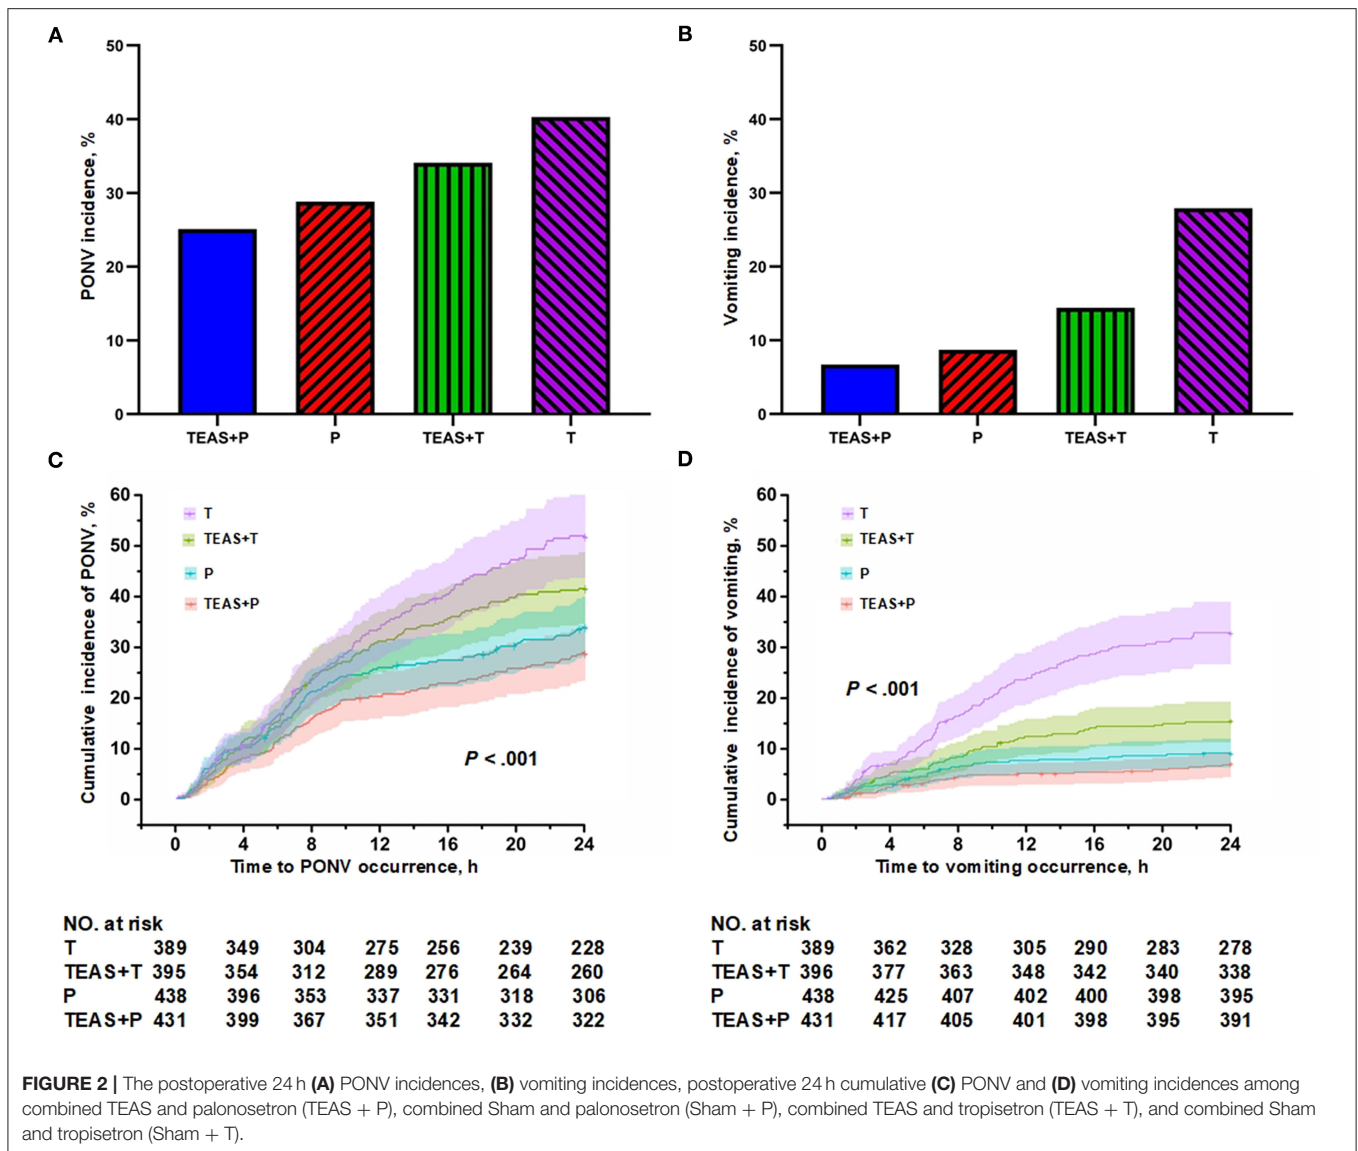 A
PONV incidence, %
50
40
30
20
10
0
TEAS+P P TEAS+T T
B
Vomiting incidence, %
50
40
30
20
10
0
TEAS+P P TEAS+T T
C
Cumulative incidence of PONV, %
60
50
40
30
20
10
0
T
TEAS+T
P
TEAS+P
P < .001
0 4 8 12 16 20 24
Time to PONV occurrence, h
D
Cumulative incidence of vomiting, %
60
50
40
30
20
10
0
T
TEAS+T
P
TEAS+P
P < .001
0 4 8 12 16 20 24
Time to vomiting occurrence, h
NO. at risk
T 389 349 304 275 256 239 228
TEAS+T 395 354 312 289 276 264 260
P 438 396 353 337 331 318 306
TEAS+P 431 399 367 351 342 332 322
NO. at risk
T 389 362 328 305 290 283 278
TEAS+T 396 377 363 348 342 340 338
P 438 425 407 402 400 398 395
TEAS+P 431 417 405 401 398 395 391
FIGURE 2 | The postoperative 24 h (A) PONV incidences, (B) vomiting incidences, postoperative 24 h cumulative (C) PONV and (D) vomiting incidences among
combined TEAS and palonosetron (TEAS + P), combined Sham and palonosetron (Sham + P), combined TEAS and tropisetron (TEAS + T), and combined Sham
and tropisetron (Sham + T).